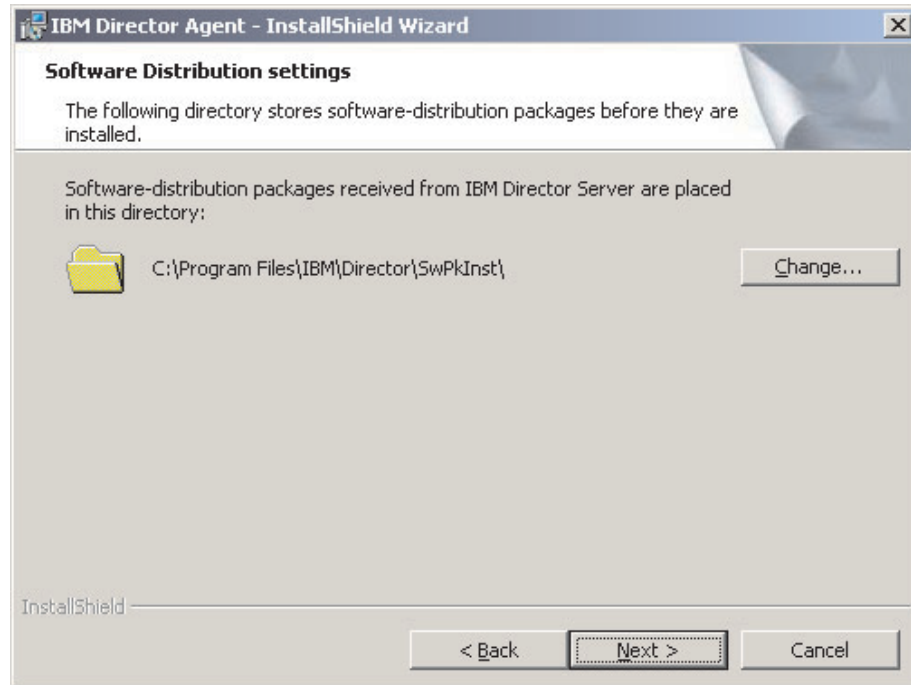 IBM Director Agent - InstallShield Wizard
Software Distribution settings
The following directory stores software-distribution packages before they are
installed.
Software-distribution packages received from IBM Director Server are placed
in this directory:
C:\Program Files\IBM\Director\SwPkInst\
Change...
InstallShield
< Back
Next >
Cancel